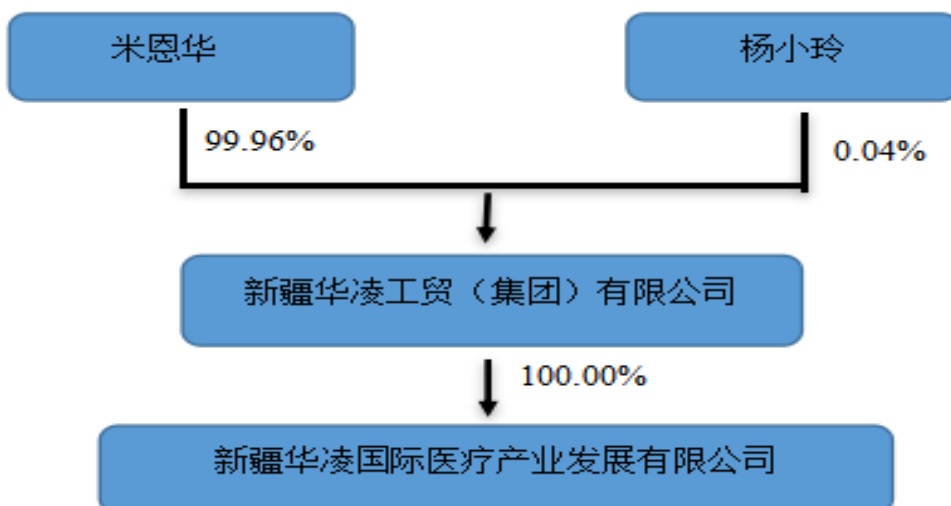 米恩华
杨小玲
99.96%
0.04%
新疆华凌工贸（集团）有限公司
100.00%
新疆华凌国际医疗产业发展有限公司